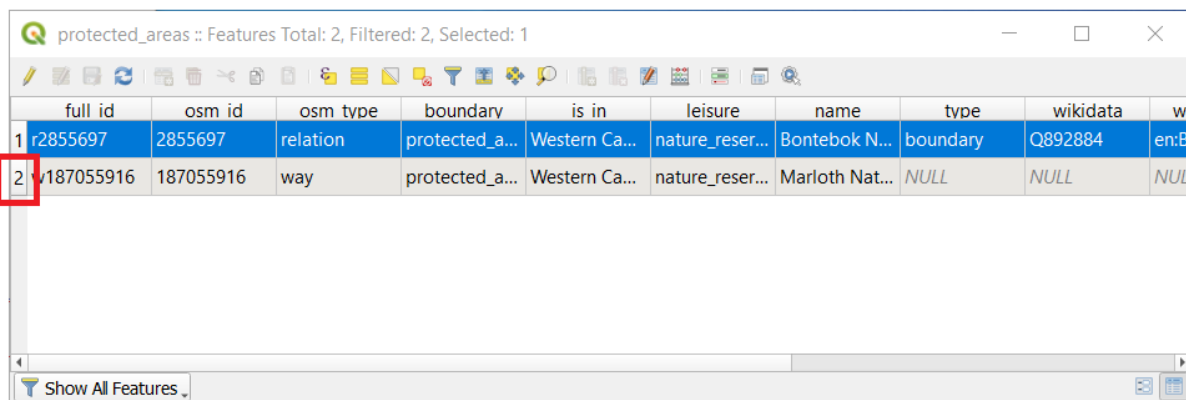 protected_areas :: Features Total: 2, Filtered: 2, Selected: 1
full_id osm_id osm_type boundary is_in leisure name type wikidata w
1 r2855697 2855697 relation protected_a... Western Ca... nature_reser... Bontebok N... boundary Q892884 en:B
2 w187055916 187055916 way protected_a... Western Ca... nature_reser... Marloth Nat... NULL NULL NUL
Show All Features